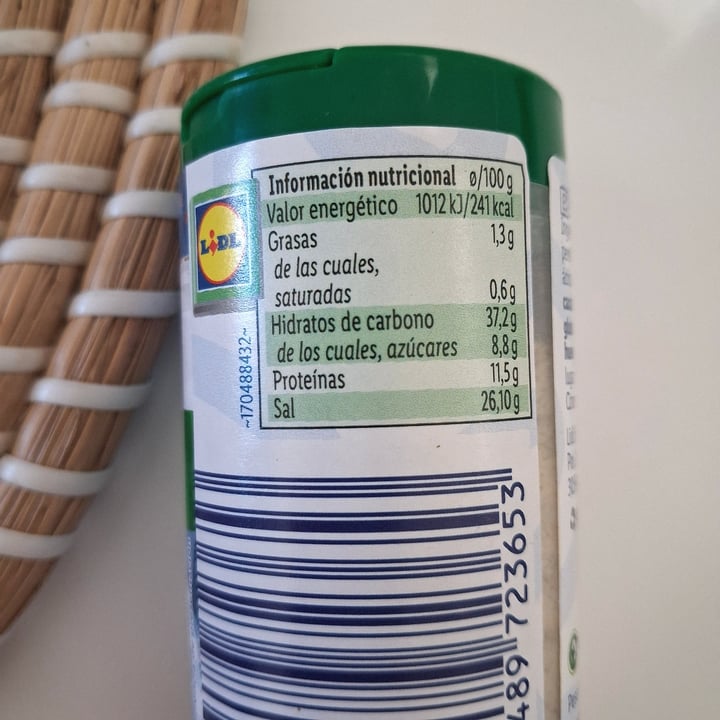 Información nutricional ø/100 g
Valor energético 1012 kJ/241 kcal
Grasas 1,3 g
de las cuales,
saturadas 0,6 g
Hidratos de carbono 37,2 g
de los cuales, azúcares 8,8 g
Proteínas 11,5 g
Sal 26,10 g
LIDL
~170488432~
489 723653